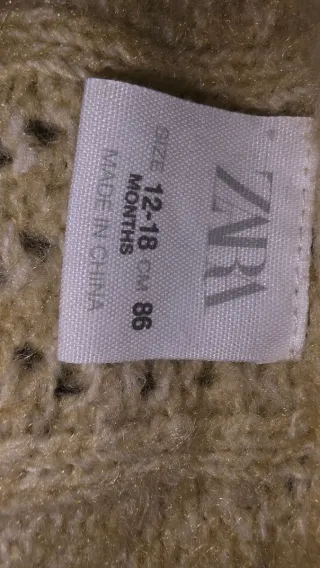 ZARA
SIZE 12-18 CM 86
MONTHS
MADE IN CHINA